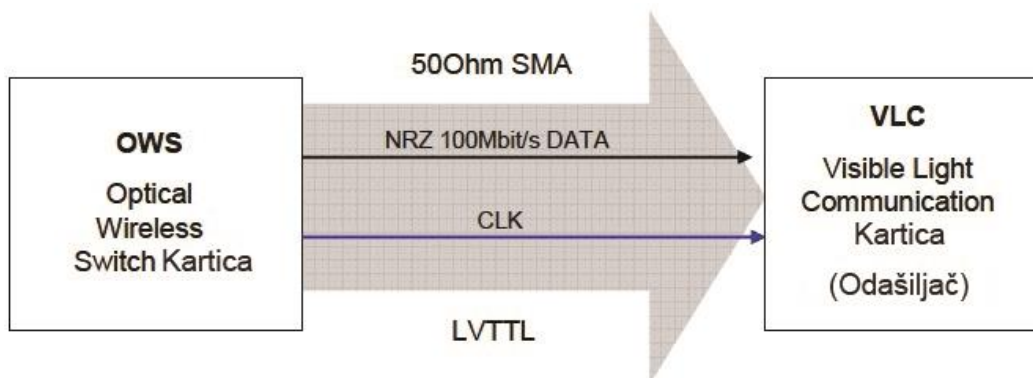 50Ohm SMA
OWS
Optical
Wireless
Switch Kartica
NRZ 100Mbit/s DATA
CLK
LVTTL
VLC
Visible Light
Communication
Kartica
(Odašiljač)